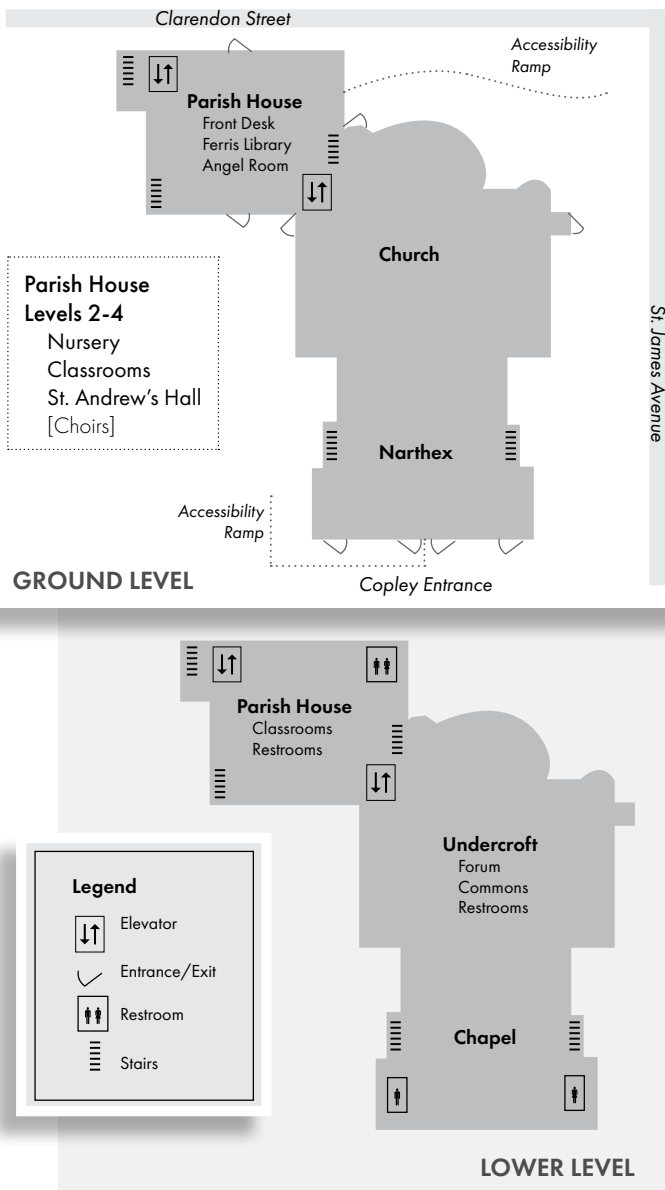 Clarendon Street
Accessibility
Ramp
Parish House
Front Desk
Ferris Library
Angel Room
Church
Parish House
Levels 2-4
Nursery
Classrooms
St. Andrew's Hall
[Choirs]
St. James Avenue
Narthex
Accessibility
Ramp
GROUND LEVEL
Copley Entrance
Parish House
Classrooms
Restrooms
Undercroft
Forum
Commons
Restrooms
Legend
Elevator
Entrance/Exit
Restroom
Stairs
Chapel
LOWER LEVEL